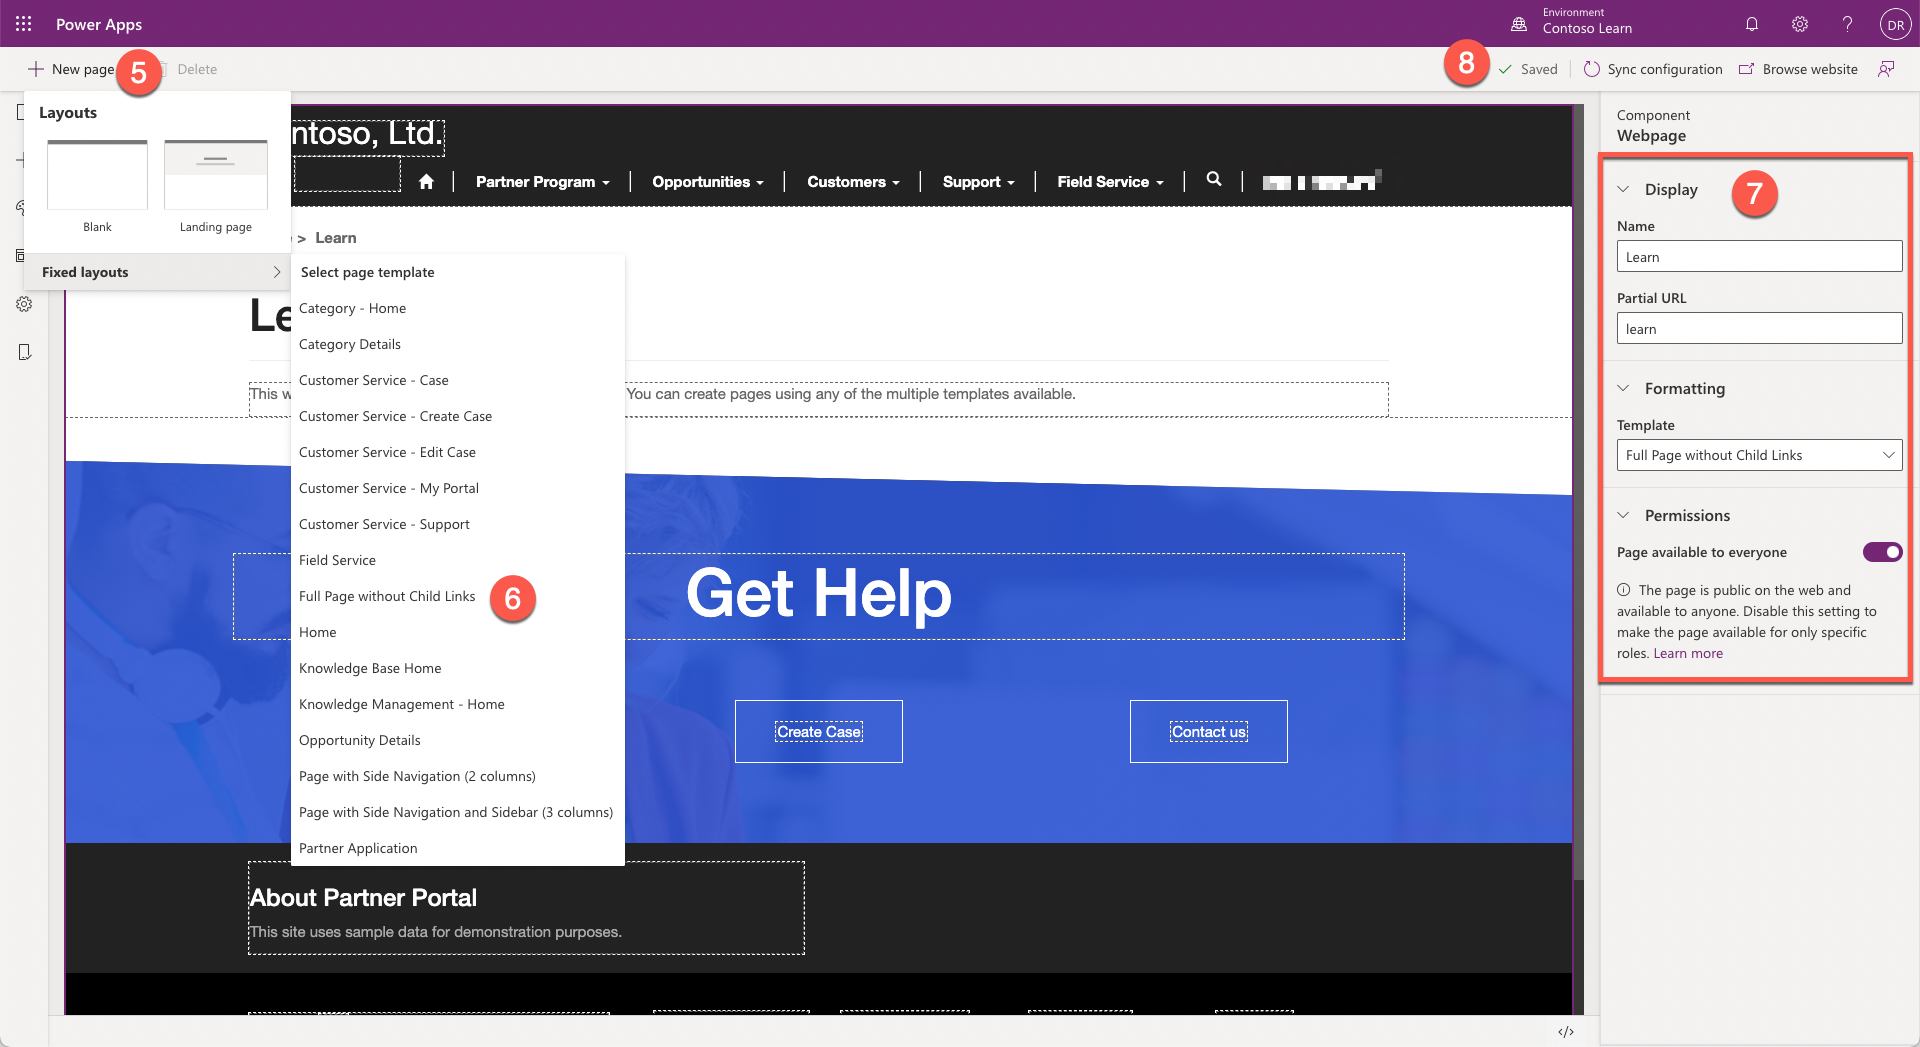 Power Apps
Environment
Contoso Learn
DR
New page
5
Delete
8
Saved
Sync configuration
Browse website
Layouts
Blank
Landing page
Fixed layouts
ntoso, Ltd.
Partner Program
Opportunities
Customers
Support
Field Service
> Learn
Le
This w
You can create pages using any of the multiple templates available.
Select page template
Category - Home
Category Details
Customer Service - Case
Customer Service - Create Case
Customer Service - Edit Case
Customer Service - My Portal
Customer Service - Support
Field Service
Full Page without Child Links
6
Home
Knowledge Base Home
Knowledge Management - Home
Opportunity Details
Page with Side Navigation (2 columns)
Page with Side Navigation and Sidebar (3 columns)
Partner Application
Get Help
Create Case
Contact us
About Partner Portal
This site uses sample data for demonstration purposes.
</>
Component
Webpage
Display
7
Name
Learn
Partial URL
learn
Formatting
Template
Full Page without Child Links
Permissions
Page available to everyone
The page is public on the web and
available to anyone. Disable this setting to
make the page available for only specific
roles. Learn more